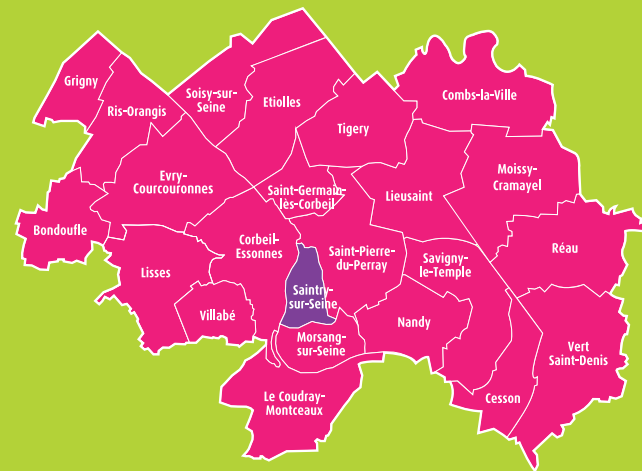 Grigny
Ris-Orangis
Soisy-sur-
Seine
Etiolles
Tigery
Combs-la-Ville
Evry-
Courcouronnes
Saint-Germain-
lès-Corbeil
Lieusaint
Moissy-
Cramayel
Bondoufle
Lisses
Corbeil-
Essonnes
Saint-Pierre-
du-Perray
Savigny-
le-Temple
Réau
Villabé
Saintry-
sur-Seine
Morsang-
sur-Seine
Nandy
Vert
Saint-Denis
Le Coudray-
Montceaux
Cesson